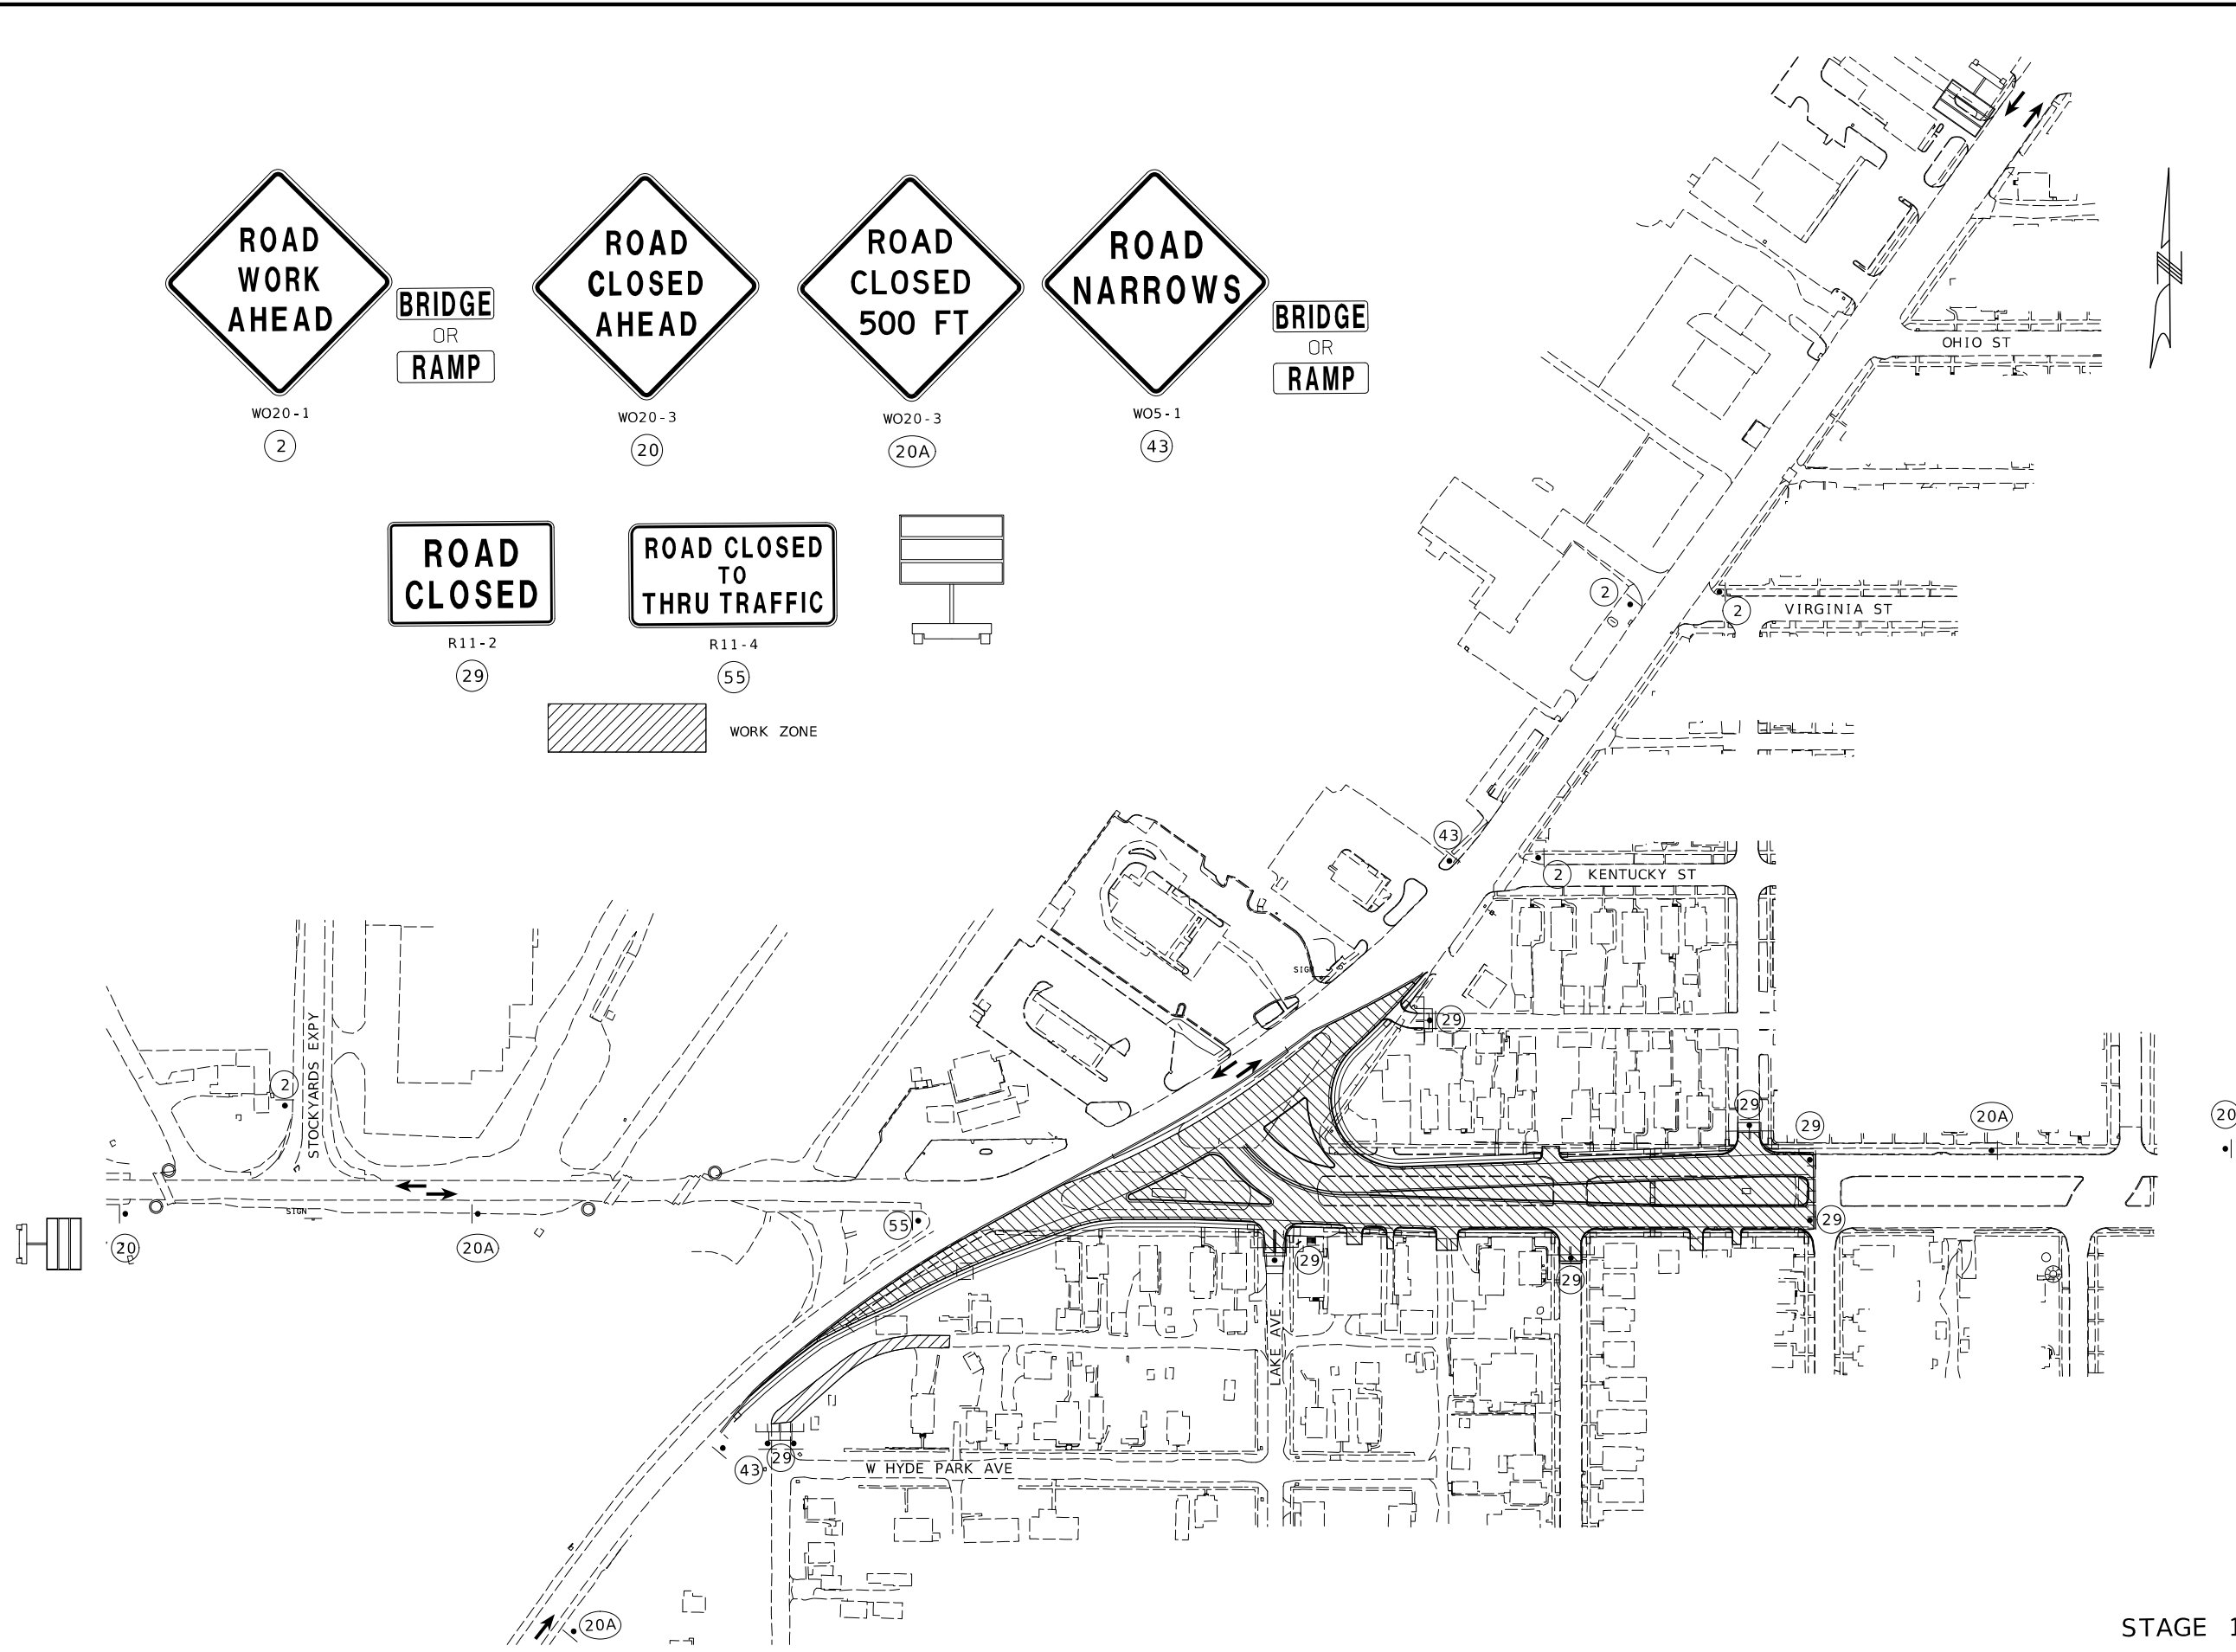 ROAD
WORK
AHEAD
BRIDGE
OR
RAMP
WO20-1
2
ROAD
CLOSED
AHEAD
WO20-3
20
ROAD
CLOSED
500 FT
WO20-3
20A
ROAD
NARROWS
BRIDGE
OR
RAMP
WO5-1
43
ROAD
CLOSED
R11-2
29
ROAD CLOSED
TO
THRU TRAFFIC
R11-4
55
WORK ZONE
N
OHIO ST
2
2
VIRGINIA ST
43
2
KENTUCKY ST
SIGN
29
STOCKYARDS EXPY
2
29
29
20A
20
SIGN
55
29
20
20A
29
29
LAKE AVE.
43
29
W HYDE PARK AVE
20A
STAGE 1